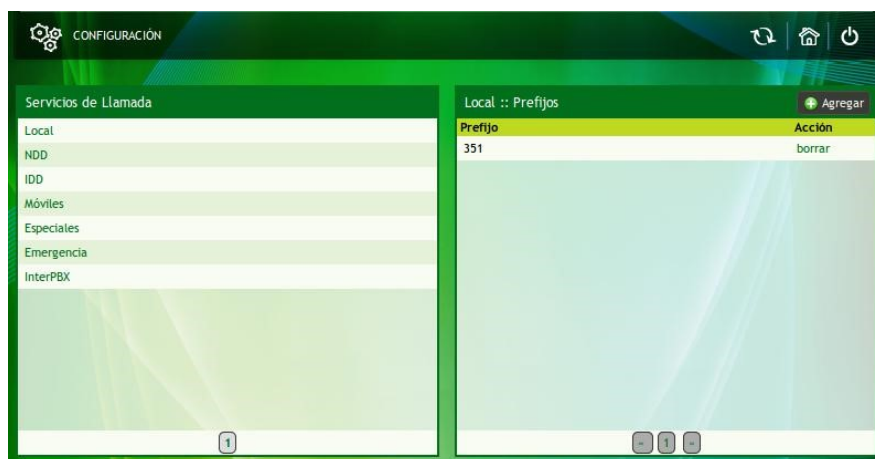 CONFIGURACIÓN
Servicios de Llamada
Local
NDD
IDD
Móviles
Especiales
Emergencia
InterPBX
1
Local :: Prefijos
Agregar
Prefijo Acción
351 borrar
1